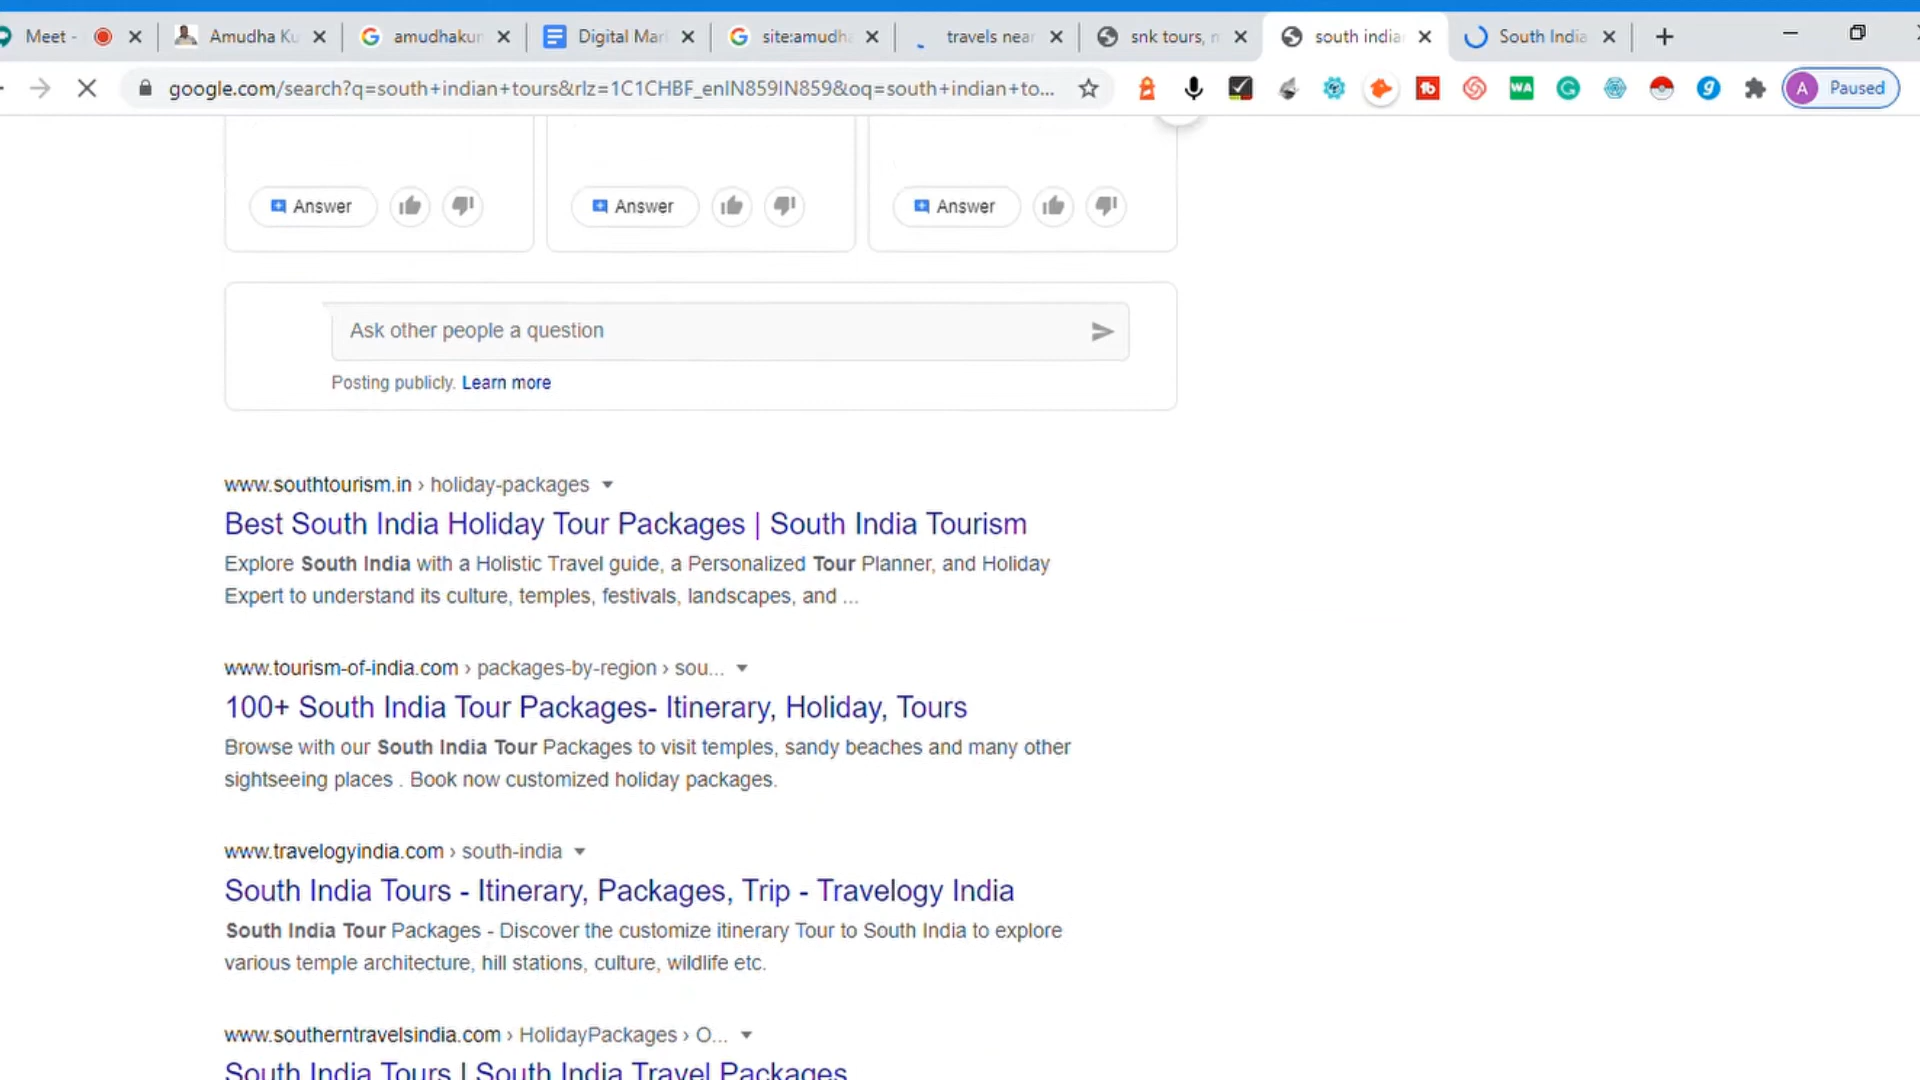 Meet - Amudha Ku amudhakun Digital Mar site:amudha travels near snk tours, n south india South India
google.com/search?q=south+indian+tours&rlz=1C1CHBF_enIN859IN859&oq=south+indian+to... Paused
Answer Answer Answer
Ask other people a question
Posting publicly. Learn more
www.southtourism.in › holiday-packages
Best South India Holiday Tour Packages | South India Tourism
Explore South India with a Holistic Travel guide, a Personalized Tour Planner, and Holiday
Expert to understand its culture, temples, festivals, landscapes, and ...
www.tourism-of-india.com › packages-by-region › sou...
100+ South India Tour Packages- Itinerary, Holiday, Tours
Browse with our South India Tour Packages to visit temples, sandy beaches and many other
sightseeing places . Book now customized holiday packages.
www.travelogyindia.com › south-india
South India Tours - Itinerary, Packages, Trip - Travelogy India
South India Tour Packages - Discover the customize itinerary Tour to South India to explore
various temple architecture, hill stations, culture, wildlife etc.
www.southerntravelsindia.com › HolidayPackages › O...
South India Tours | South India Travel Packages